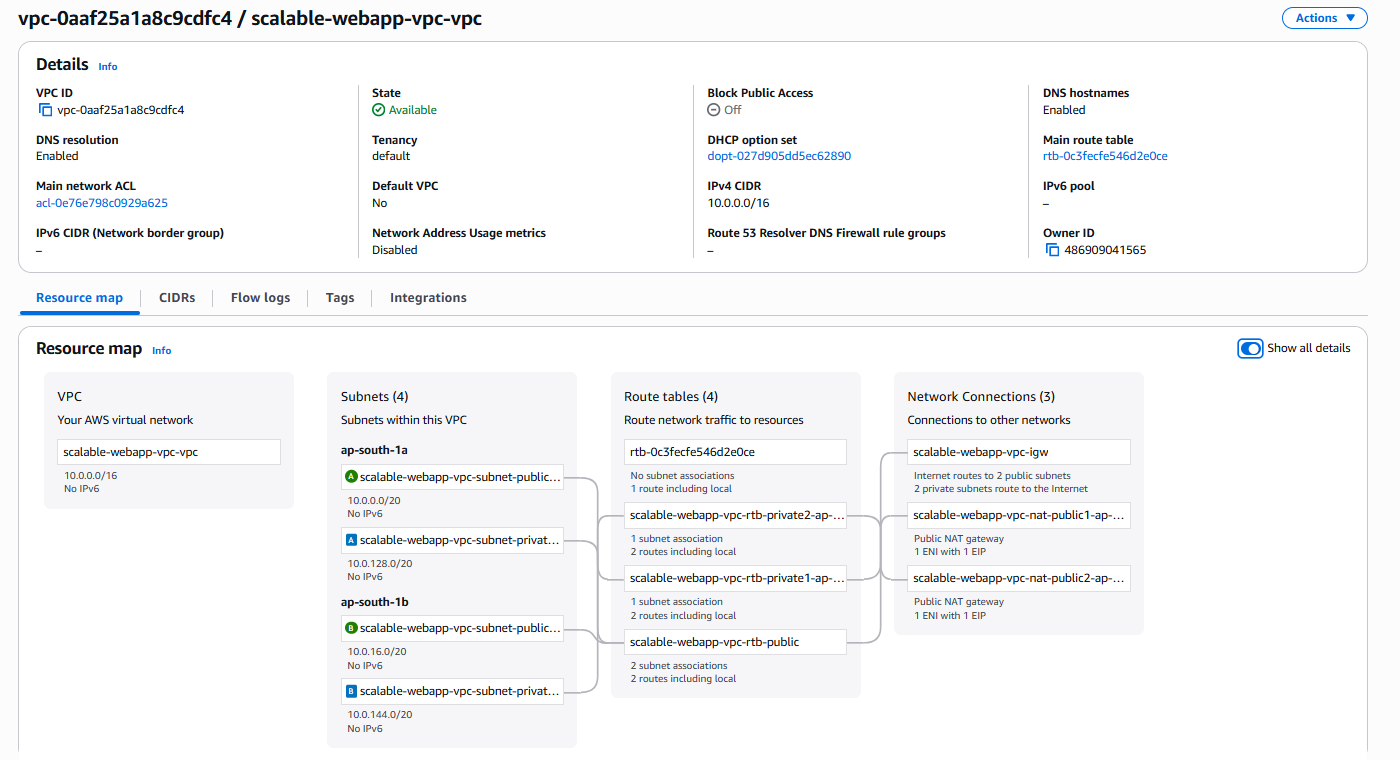 vpc-0aaf25a1a8c9cdfc4 / scalable-webapp-vpc-vpc
Actions
Details Info
VPC ID
vpc-0aaf25a1a8c9cdfc4
State
Available
Block Public Access
Off
DNS hostnames
Enabled
DNS resolution
Enabled
Tenancy
default
DHCP option set
dopt-027d905dd5ec62890
Main route table
rtb-0c3fecfe546d2e0ce
Main network ACL
acl-0e76e798c0929a625
Default VPC
No
IPv4 CIDR
10.0.0.0/16
IPv6 pool
–
IPv6 CIDR (Network border group)
–
Network Address Usage metrics
Disabled
Route 53 Resolver DNS Firewall rule groups
–
Owner ID
486909041565
Resource map
CIDRs
Flow logs
Tags
Integrations
Resource map Info
Show all details
VPC
Your AWS virtual network
scalable-webapp-vpc-vpc
10.0.0.0/16
No IPv6
Subnets (4)
Subnets within this VPC
ap-south-1a
A scalable-webapp-vpc-subnet-public...
10.0.0.0/20
No IPv6
A scalable-webapp-vpc-subnet-privat...
10.0.128.0/20
No IPv6
ap-south-1b
B scalable-webapp-vpc-subnet-public...
10.0.16.0/20
No IPv6
B scalable-webapp-vpc-subnet-privat...
10.0.144.0/20
No IPv6
Route tables (4)
Route network traffic to resources
rtb-0c3fecfe546d2e0ce
No subnet associations
1 route including local
scalable-webapp-vpc-rtb-private2-ap-...
1 subnet association
2 routes including local
scalable-webapp-vpc-rtb-private1-ap-...
1 subnet association
2 routes including local
scalable-webapp-vpc-rtb-public
2 subnet associations
2 routes including local
Network Connections (3)
Connections to other networks
scalable-webapp-vpc-igw
Internet routes to 2 public subnets
2 private subnets route to the Internet
scalable-webapp-vpc-nat-public1-ap-...
Public NAT gateway
1 ENI with 1 EIP
scalable-webapp-vpc-nat-public2-ap-...
Public NAT gateway
1 ENI with 1 EIP